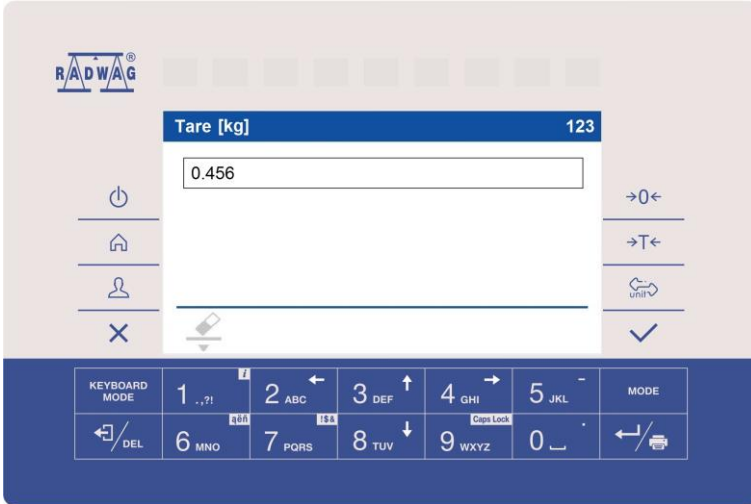 RADWAG®
Tare [kg] 123
0.456
→0←
→T←
unit
KEYBOARD MODE
1 .,?! i
2 ABC ←
3 DEF ↑
4 GHI →
5 JKL -
MODE
DEL
6 MNO ąëñ
7 PQRS !$&
8 TUV ↓
9 WXYZ Caps Lock
0 .